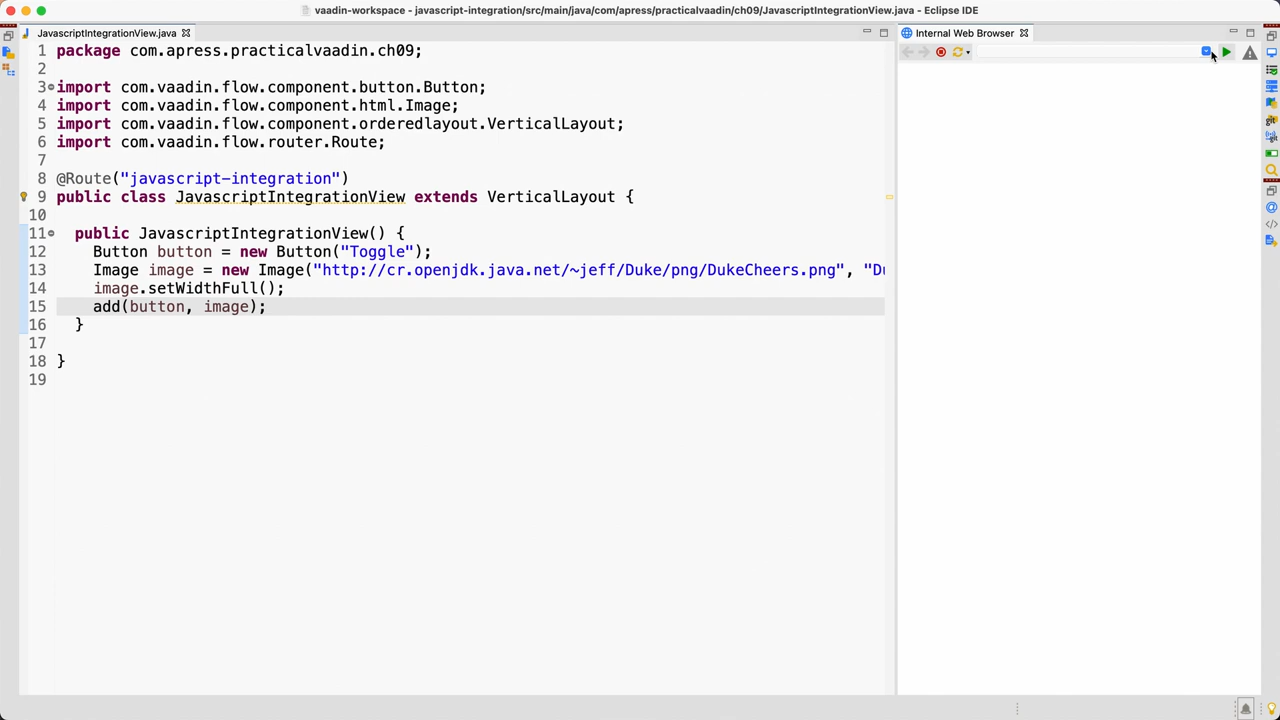 vaadin-workspace - javascript-integration/src/main/java/com/apress/practicalvaadin/ch09/JavascriptIntegrationView.java - Eclipse IDE
JavascriptIntegrationView.java
1 package com.apress.practicalvaadin.ch09;
2
3 import com.vaadin.flow.component.button.Button;
4 import com.vaadin.flow.component.html.Image;
5 import com.vaadin.flow.component.orderedlayout.VerticalLayout;
6 import com.vaadin.flow.router.Route;
7
8 @Route("javascript-integration")
9 public class JavascriptIntegrationView extends VerticalLayout {
10
11 public JavascriptIntegrationView() {
12 Button button = new Button("Toggle");
13 Image image = new Image("http://cr.openjdk.java.net/~jeff/Duke/png/DukeCheers.png", "Du
14 image.setWidthFull();
15 add(button, image);
16 }
17
18 }
19
Internal Web Browser
git